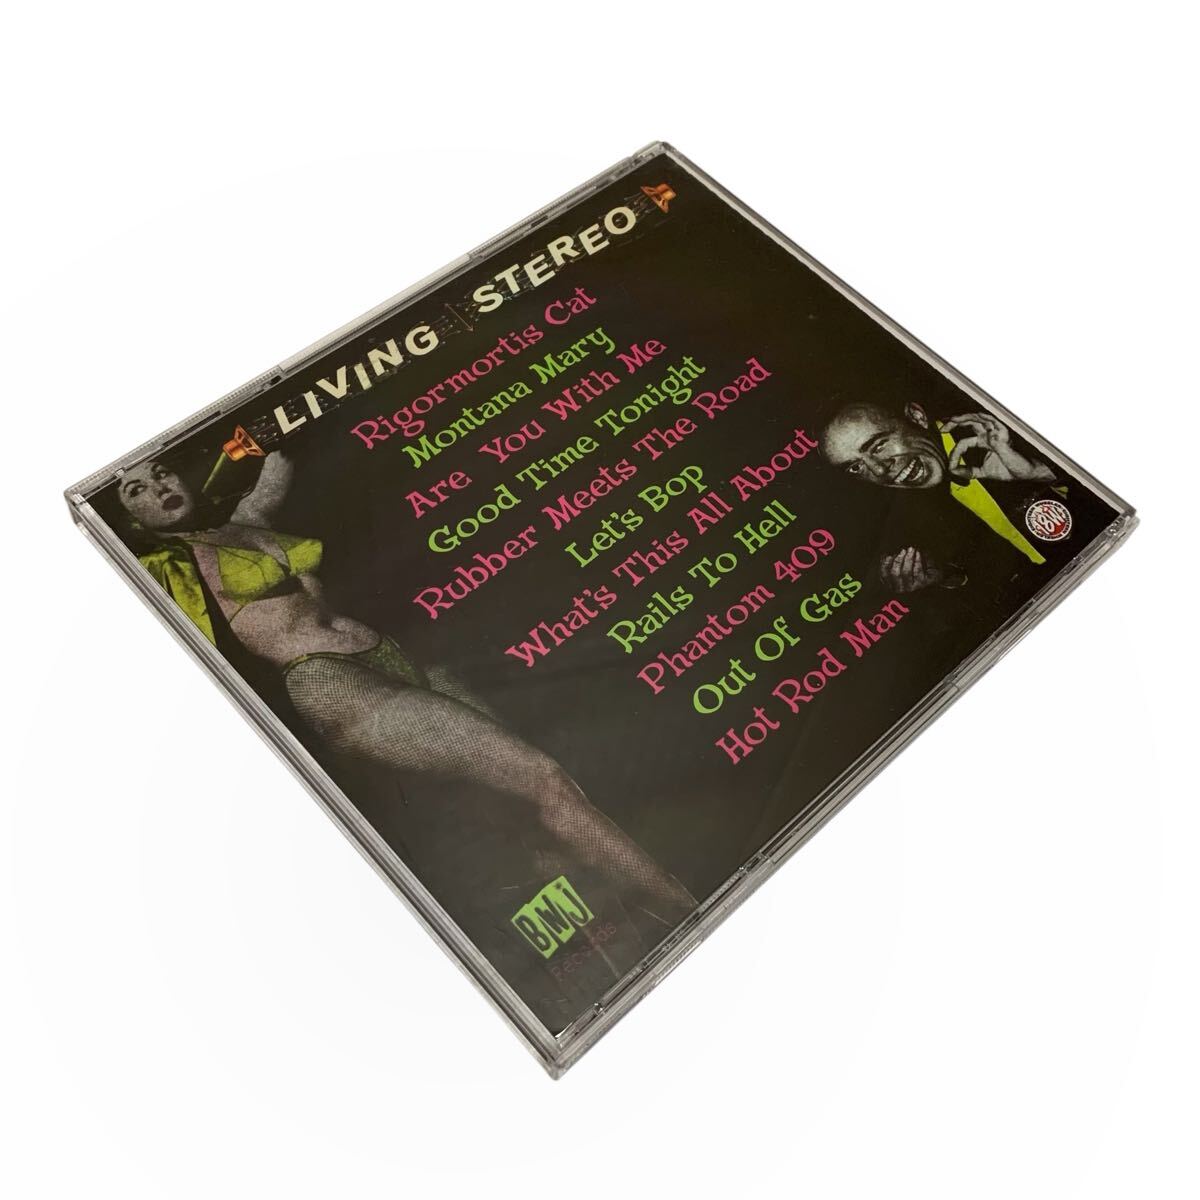 LIVING STEREO
Rigormortis Cat
Montana Mary
Are You With Me
Good Time Tonight
Rubber Meets The Road
Let's Bop
What's This All About
Rails To Hell
Phantom 409
Out Of Gas
Hot Rod Man
BWJ
Records